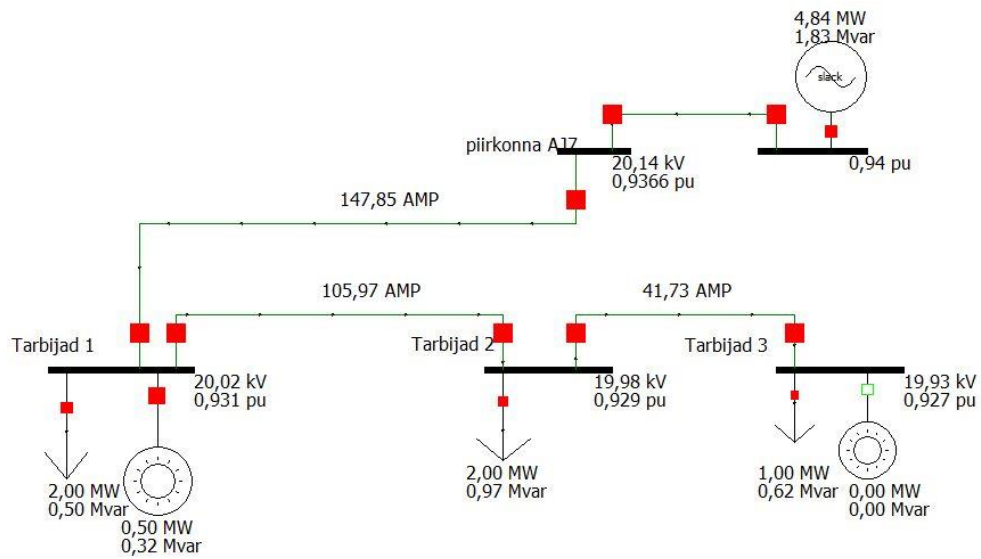 4,84 MW
1,83 Mvar
slack
piirkonna AJ7
20,14 kV
0,9366 pu
0,94 pu
147,85 AMP
105,97 AMP
41,73 AMP
Tarbijad 1
Tarbijad 2
Tarbijad 3
20,02 kV
0,931 pu
19,98 kV
0,929 pu
19,93 kV
0,927 pu
2,00 MW
0,50 Mvar
0,50 MW
0,32 Mvar
2,00 MW
0,97 Mvar
1,00 MW
0,62 Mvar
0,00 MW
0,00 Mvar